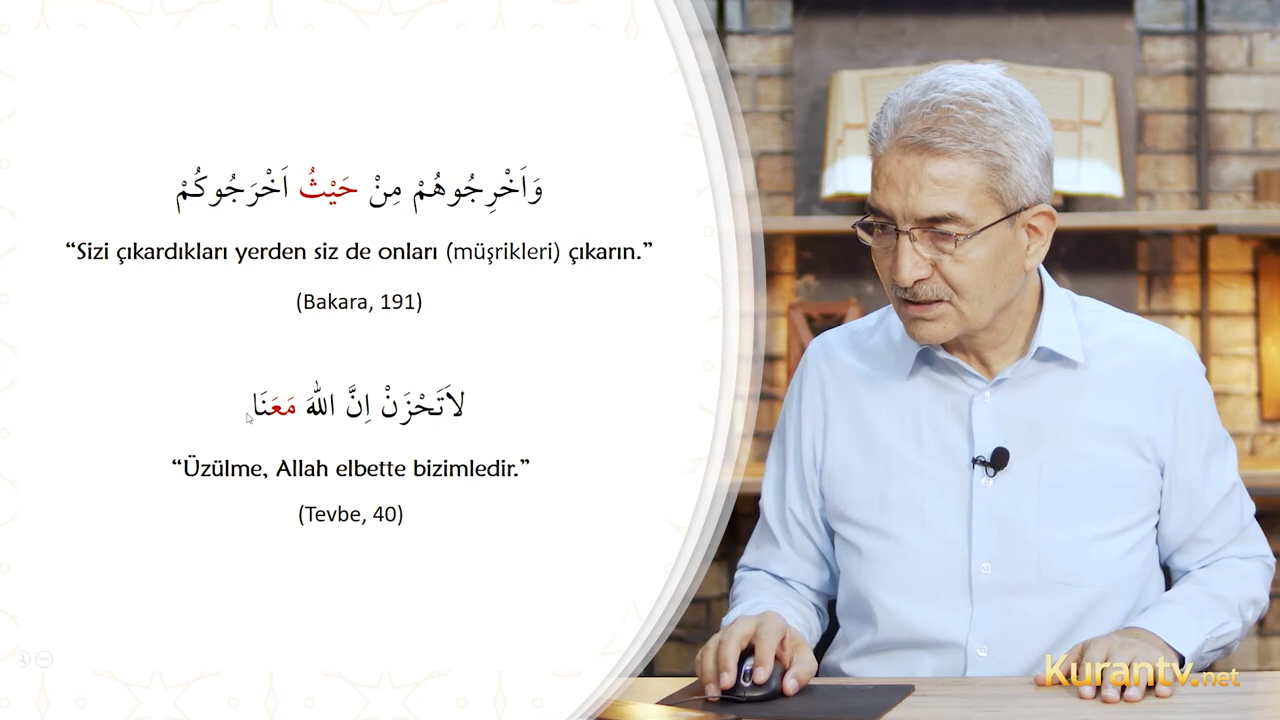 وَاَخْرِجُوهُمْ مِنْ حَيْثُ اَخْرَجُوكُمْ
“Sizi çıkardıkları yerden siz de onları (müşrikleri) çıkarın.”
(Bakara, 191)
لاَتَحْزَنْ اِنَّ اللّٰهَ مَعَنَا
“Üzülme, Allah elbette bizimledir.”
(Tevbe, 40)
Kurantv.net